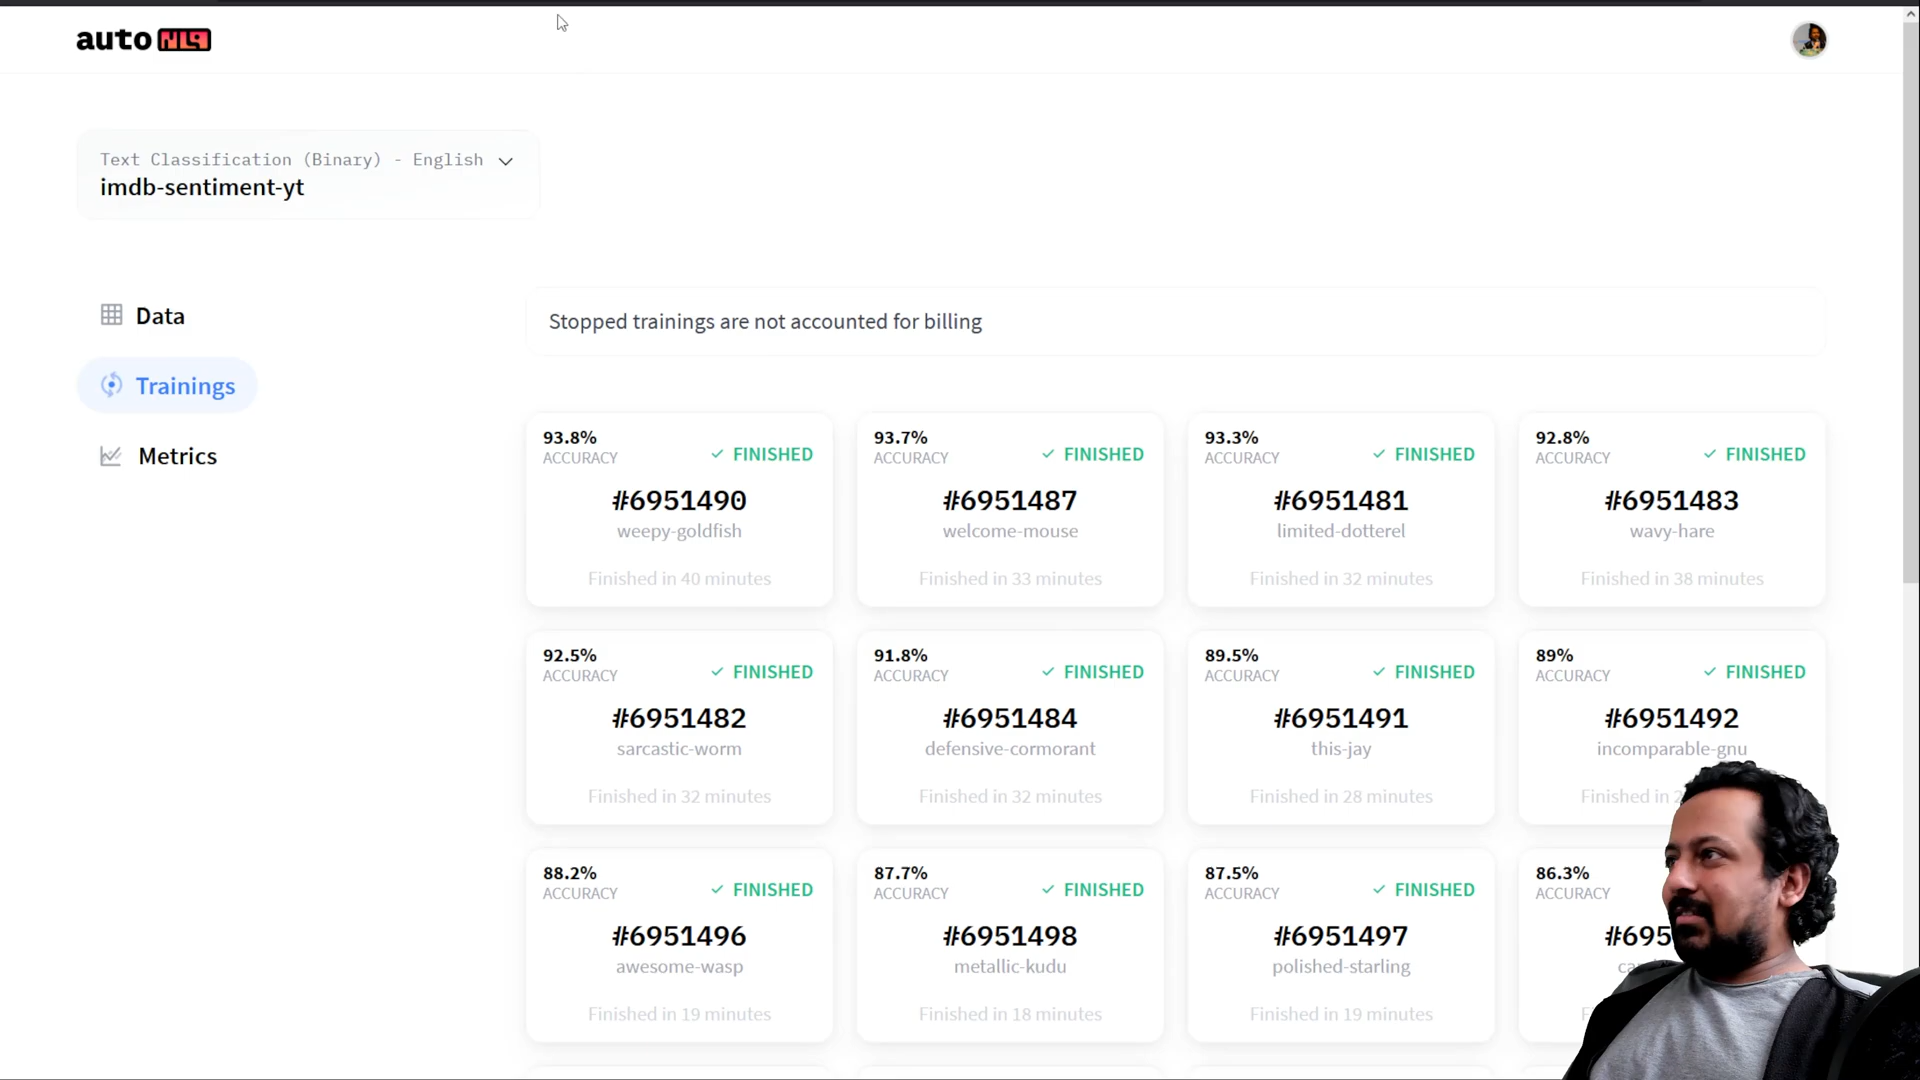 auto NLP
Text Classification (Binary) - English
imdb-sentiment-yt
Data
Trainings
Metrics
Stopped trainings are not accounted for billing
93.8%
ACCURACY
FINISHED
#6951490
weepy-goldfish
Finished in 40 minutes
93.7%
ACCURACY
FINISHED
#6951487
welcome-mouse
Finished in 33 minutes
93.3%
ACCURACY
FINISHED
#6951481
limited-dotterel
Finished in 32 minutes
92.8%
ACCURACY
FINISHED
#6951483
wavy-hare
Finished in 38 minutes
92.5%
ACCURACY
FINISHED
#6951482
sarcastic-worm
Finished in 32 minutes
91.8%
ACCURACY
FINISHED
#6951484
defensive-cormorant
Finished in 32 minutes
89.5%
ACCURACY
FINISHED
#6951491
this-jay
Finished in 28 minutes
89%
ACCURACY
FINISHED
#6951492
incomparable-gnu
Finished in
88.2%
ACCURACY
FINISHED
#6951496
awesome-wasp
Finished in 19 minutes
87.7%
ACCURACY
FINISHED
#6951498
metallic-kudu
Finished in 18 minutes
87.5%
ACCURACY
FINISHED
#6951497
polished-starling
Finished in 19 minutes
86.3%
ACCURACY
FINISHED